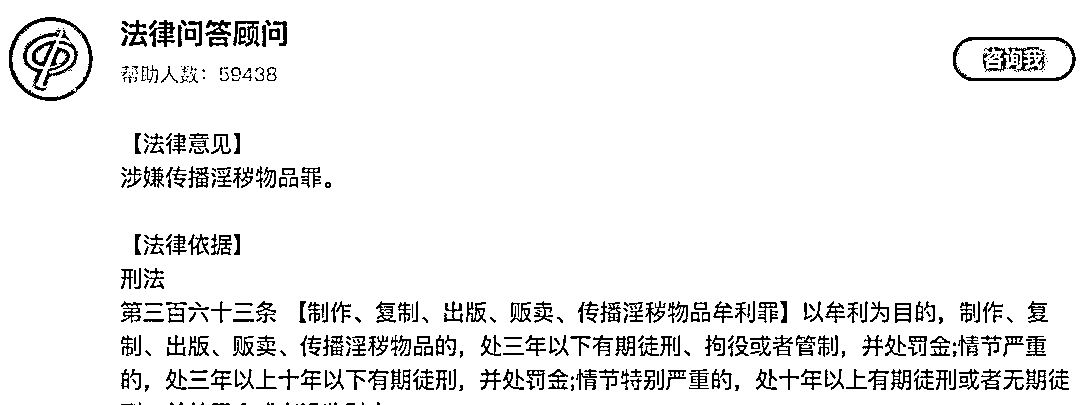 法律问答顾问
帮助人数：59438
咨询我
【法律意见】
涉嫌传播淫秽物品罪。
【法律依据】
刑法
第三百六十三条 【制作、复制、出版、贩卖、传播淫秽物品牟利罪】以牟利为目的，制作、复
制、出版、贩卖、传播淫秽物品的，处三年以下有期徒刑、拘役或者管制，并处罚金;情节严重
的，处三年以上十年以下有期徒刑，并处罚金;情节特别严重的，处十年以上有期徒刑或者无期徒